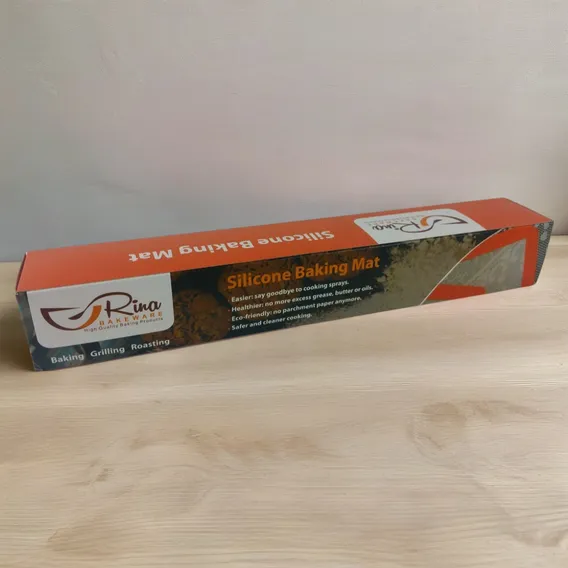 Silicone Baking Mat
Rina
BAKEWARE
Rina
BAKEWARE
High Quality Baking Products
Baking Grilling Roasting
Silicone Baking Mat
Easier: say goodbye to cooking sprays.
Healthier: no more excess grease, butter or oils.
Eco-friendly: no parchment paper anymore.
Safer and cleaner cooking.